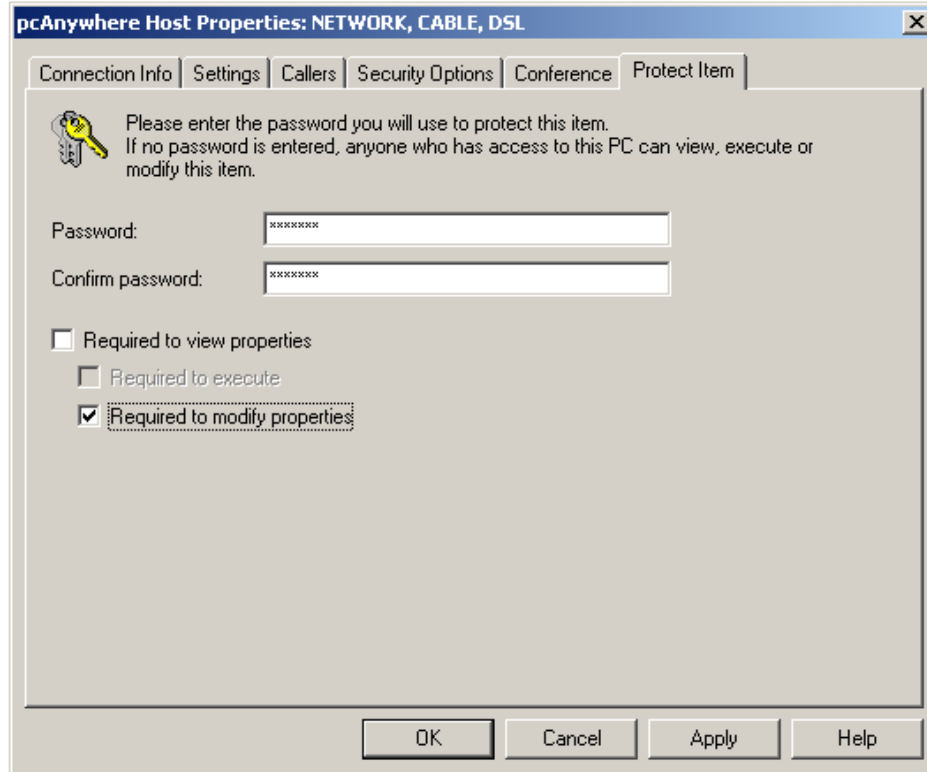 pcAnywhere Host Properties: NETWORK, CABLE, DSL
Connection Info Settings Callers Security Options Conference Protect Item
Please enter the password you will use to protect this item.
If no password is entered, anyone who has access to this PC can view, execute or
modify this item.
Password: *******
Confirm password: *******
Required to view properties
Required to execute
Required to modify properties
OK Cancel Apply Help